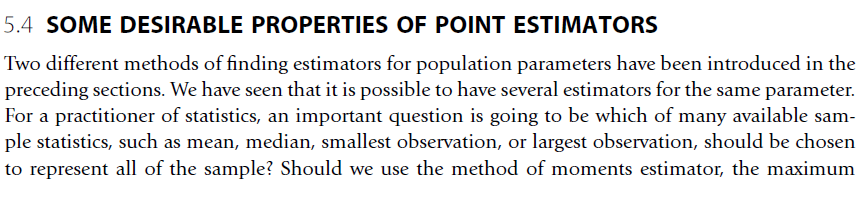 5.4 SOME DESIRABLE PROPERTIES OF POINT ESTIMATORS
Two different methods of finding estimators for population parameters have been introduced in the
preceding sections. We have seen that it is possible to have several estimators for the same parameter.
For a practitioner of statistics, an important question is going to be which of many available sam-
ple statistics, such as mean, median, smallest observation, or largest observation, should be chosen
to represent all of the sample? Should we use the method of moments estimator, the maximum